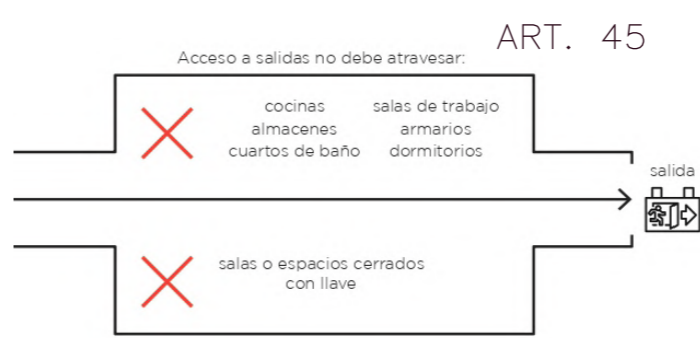 ART. 45
Acceso a salidas no debe atravesar:
cocinas salas de trabajo
almacenes armarios
cuartos de baño dormitorios
salida
salas o espacios cerrados
con llave